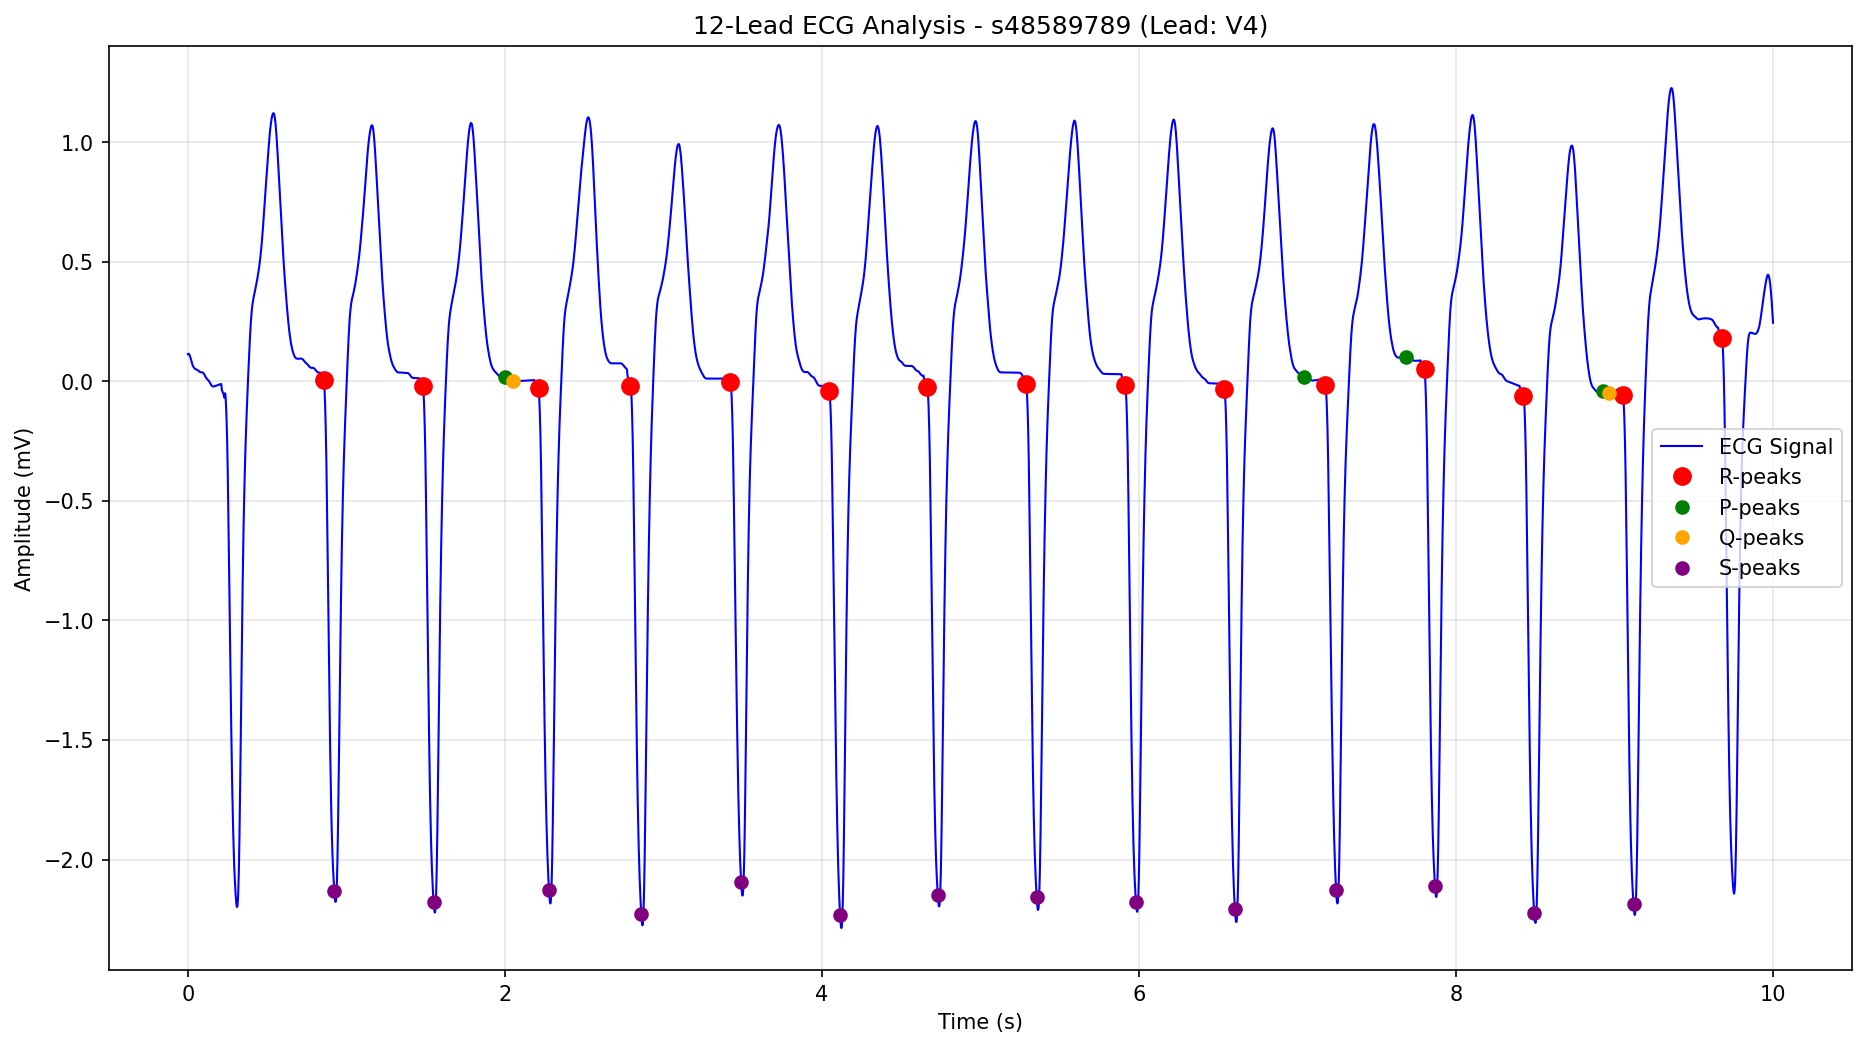 12-Lead ECG Analysis - s48589789 (Lead: V4)
Amplitude (mV)
1.0
0.5
0.0
−0.5
−1.0
−1.5
−2.0
ECG Signal
R-peaks
P-peaks
Q-peaks
S-peaks
0 2 4 6 8 10
Time (s)